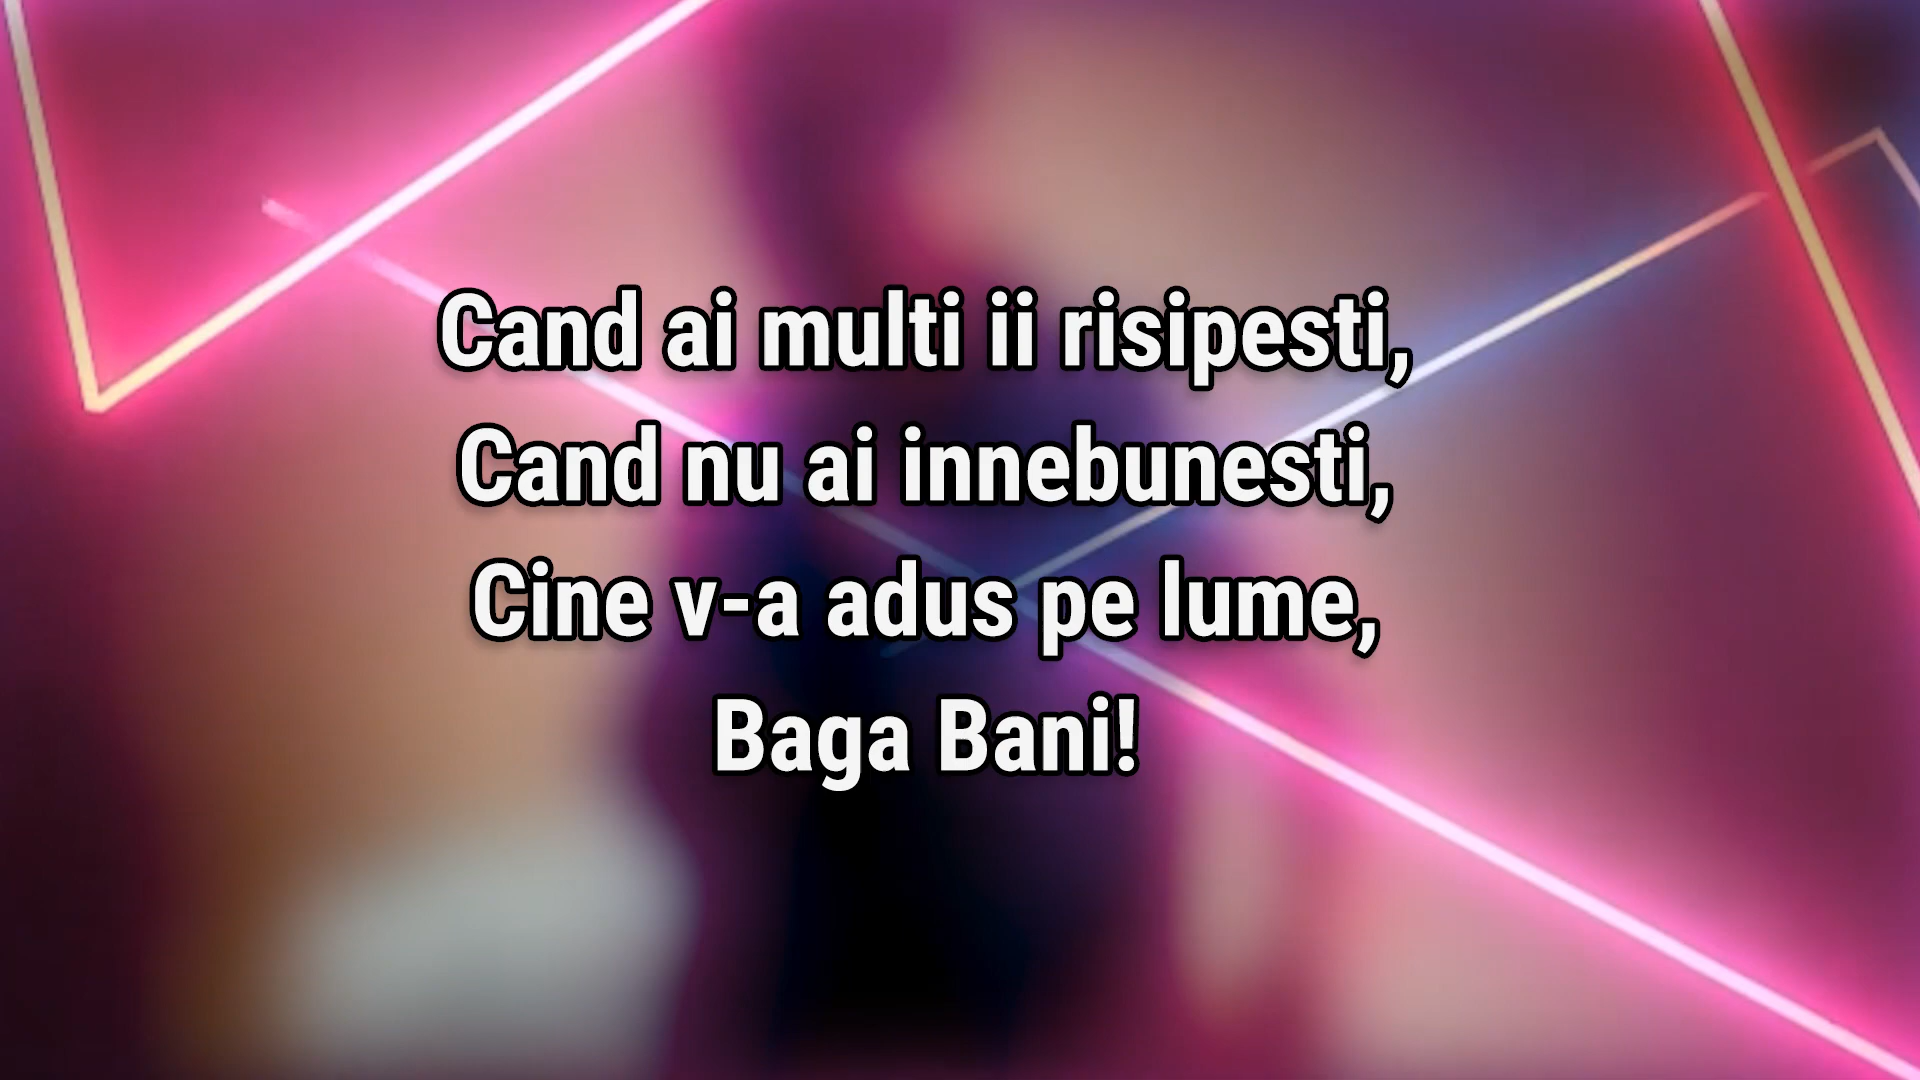 Cand ai multi ii risipesti,
Cand nu ai innebunesti,
Cine v-a adus pe lume,
Baga Bani!